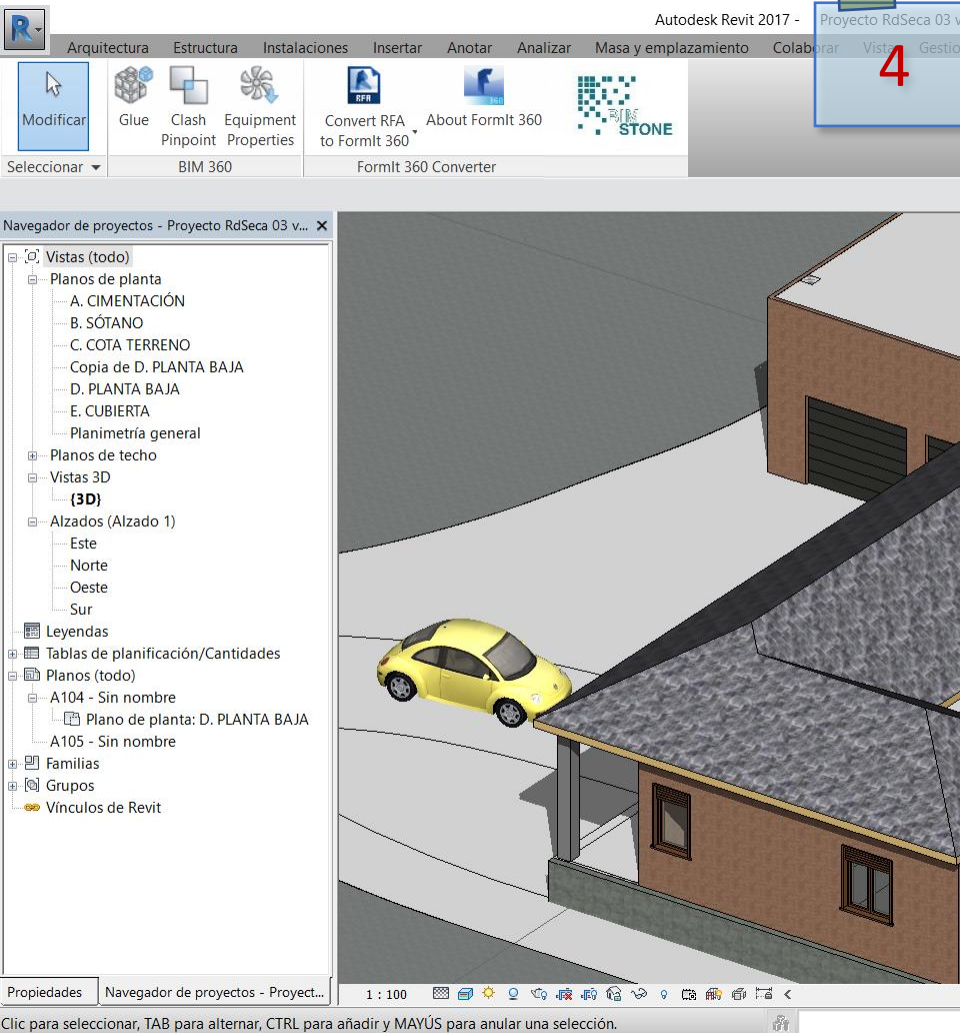 Autodesk Revit 2017 - Proyecto RdSeca 03 v
Arquitectura Estructura Instalaciones Insertar Anotar Analizar Masa y emplazamiento Colaborar Vista Gestio
4
Modificar
Glue
Clash Pinpoint
Equipment Properties
Convert RFA to FormIt 360
RFA
About FormIt 360
360
BIM
STONE
Seleccionar
BIM 360
FormIt 360 Converter
Navegador de proyectos - Proyecto RdSeca 03 v...
Vistas (todo)
Planos de planta
A. CIMENTACIÓN
B. SÓTANO
C. COTA TERRENO
Copia de D. PLANTA BAJA
D. PLANTA BAJA
E. CUBIERTA
Planimetría general
Planos de techo
Vistas 3D
{3D}
Alzados (Alzado 1)
Este
Norte
Oeste
Sur
Leyendas
Tablas de planificación/Cantidades
Planos (todo)
A104 - Sin nombre
Plano de planta: D. PLANTA BAJA
A105 - Sin nombre
Familias
Grupos
Vínculos de Revit
Propiedades
Navegador de proyectos - Proyect...
1 : 100
Clic para seleccionar, TAB para alternar, CTRL para añadir y MAYÚS para anular una selección.